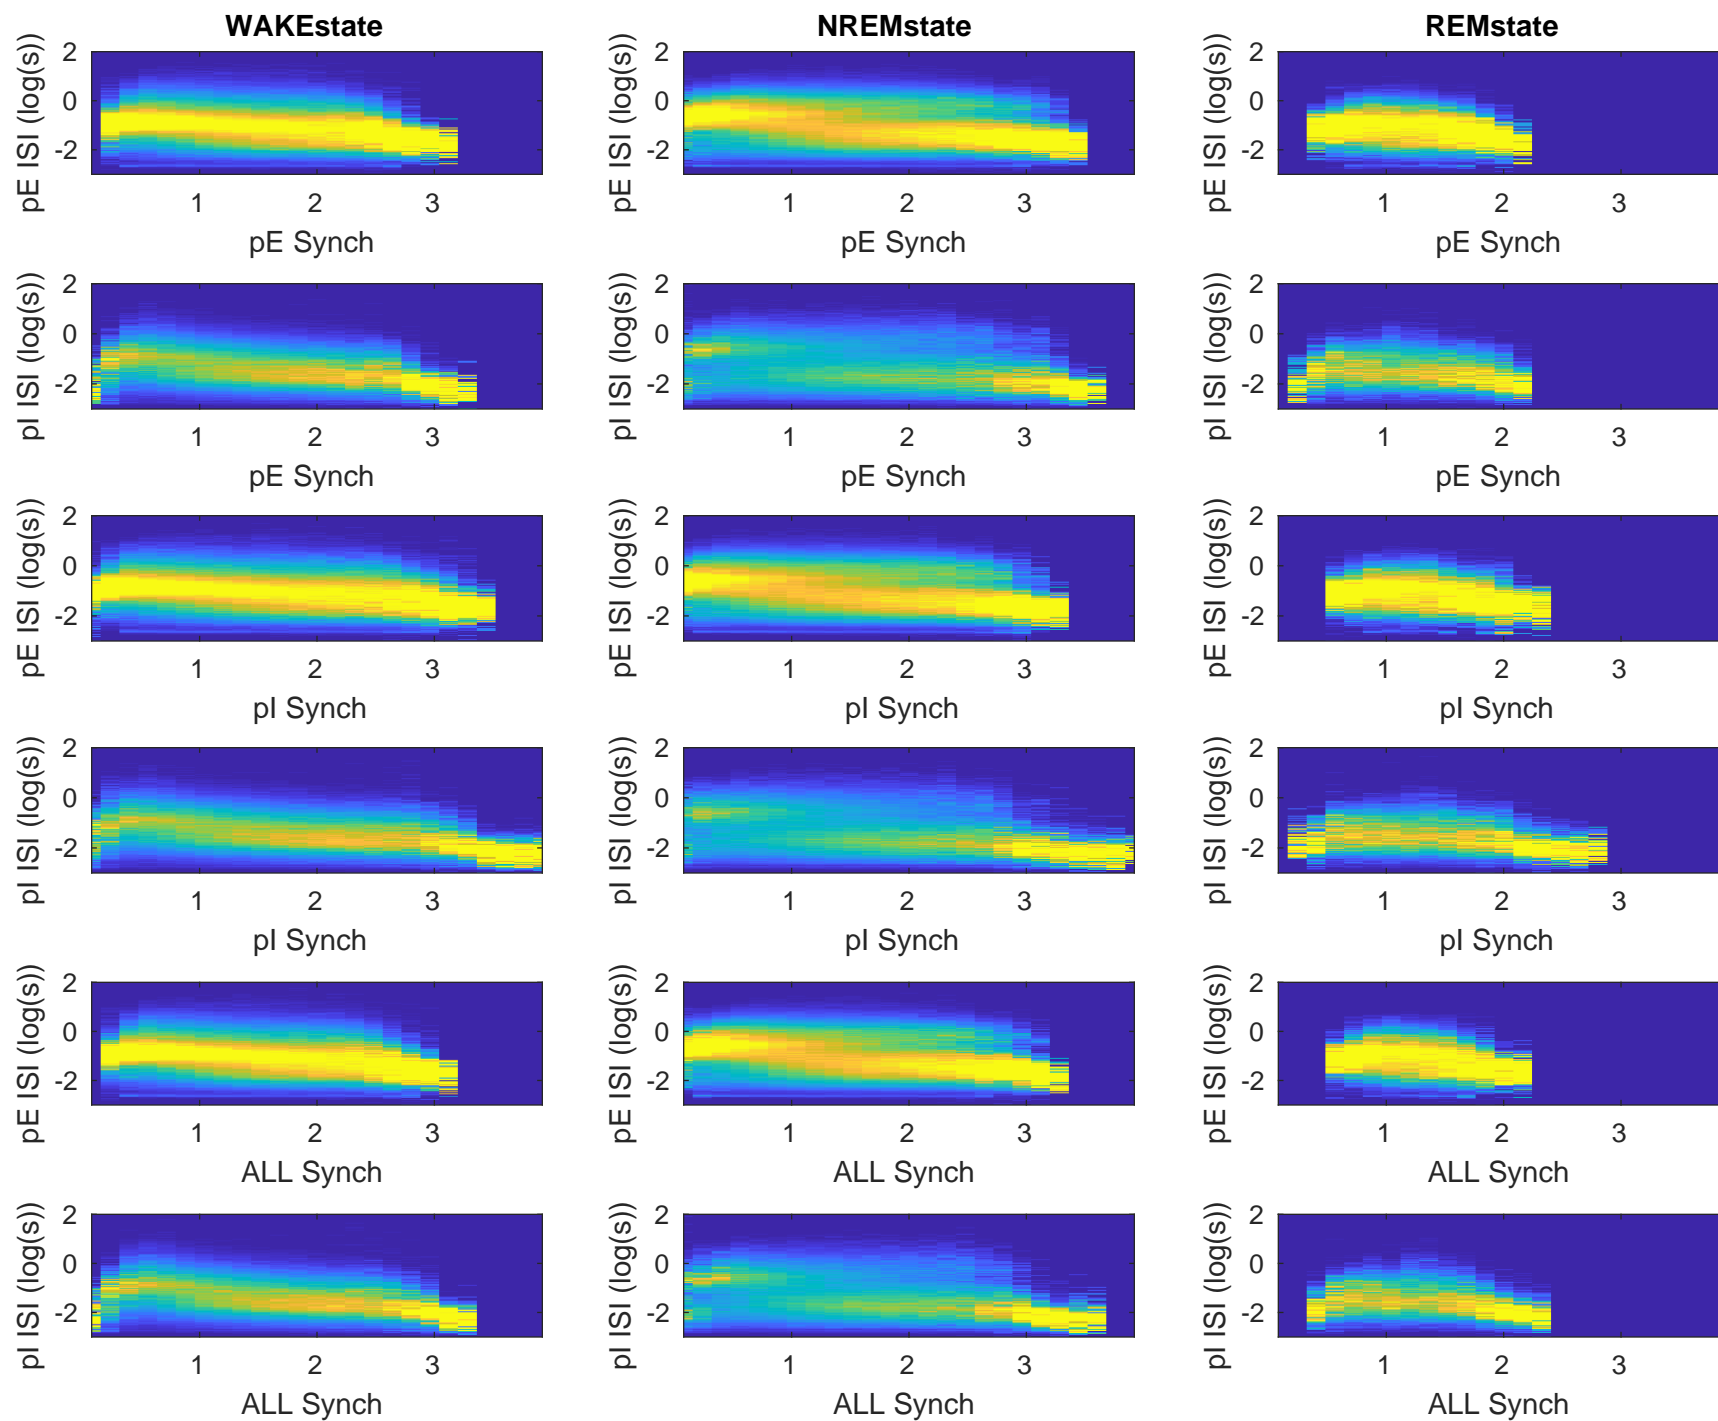 WAKEstate NREMstate REMstate
pE ISI (log(s)) 2 0 -2 pE ISI (log(s)) 2 0 -2 pE ISI (log(s)) 2 0 -2
1 2 3 1 2 3 1 2 3
pE Synch pE Synch pE Synch
pI ISI (log(s)) 2 0 -2 pI ISI (log(s)) 2 0 -2 pI ISI (log(s)) 2 0 -2
1 2 3 1 2 3 1 2 3
pE Synch pE Synch pE Synch
pE ISI (log(s)) 2 0 -2 pE ISI (log(s)) 2 0 -2 pE ISI (log(s)) 2 0 -2
1 2 3 1 2 3 1 2 3
pI Synch pI Synch pI Synch
pI ISI (log(s)) 2 0 -2 pI ISI (log(s)) 2 0 -2 pI ISI (log(s)) 2 0 -2
1 2 3 1 2 3 1 2 3
pI Synch pI Synch pI Synch
pE ISI (log(s)) 2 0 -2 pE ISI (log(s)) 2 0 -2 pE ISI (log(s)) 2 0 -2
1 2 3 1 2 3 1 2 3
ALL Synch ALL Synch ALL Synch
pI ISI (log(s)) 2 0 -2 pI ISI (log(s)) 2 0 -2 pI ISI (log(s)) 2 0 -2
1 2 3 1 2 3 1 2 3
ALL Synch ALL Synch ALL Synch